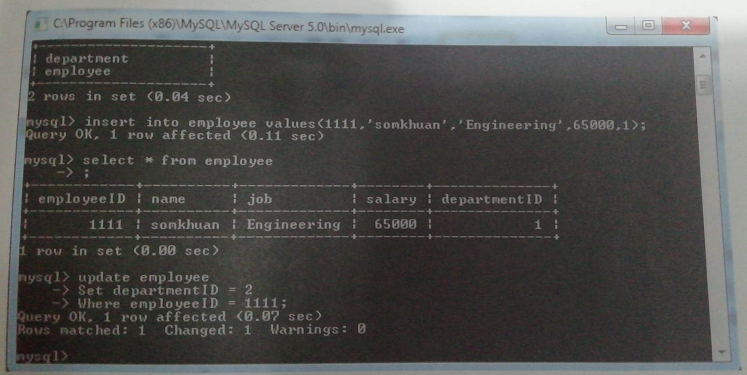 C:\Program Files (x86)\MySQL\MySQL Server 5.0\bin\mysql.exe
+--------------------+
| department         |
| employee           |
+--------------------+
2 rows in set (0.04 sec)
mysql> insert into employee values(1111,'somkhuan','Engineering',65000,1);
Query OK, 1 row affected (0.11 sec)
mysql> select * from employee
    -> ;
+------------+----------+-------------+--------+--------------+
| employeeID | name     | job         | salary | departmentID |
+------------+----------+-------------+--------+--------------+
|       1111 | somkhuan | Engineering |  65000 |            1 |
+------------+----------+-------------+--------+--------------+
1 row in set (0.00 sec)
mysql> update employee
    -> Set departmentID = 2
    -> Where employeeID = 1111;
Query OK, 1 row affected (0.07 sec)
Rows matched: 1  Changed: 1  Warnings: 0
mysql>